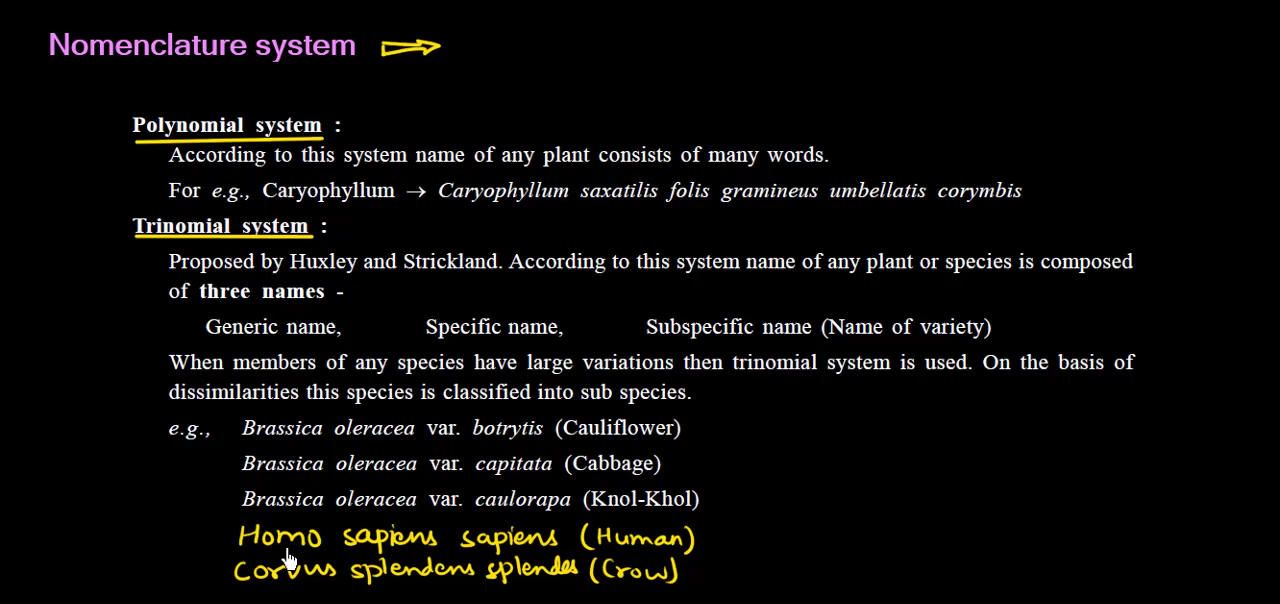 Nomenclature system
Polynomial system :
According to this system name of any plant consists of many words.
For e.g., Caryophyllum → Caryophyllum saxatilis folis gramineus umbellatis corymbis
Trinomial system :
Proposed by Huxley and Strickland. According to this system name of any plant or species is composed
of three names -
Generic name, Specific name, Subspecific name (Name of variety)
When members of any species have large variations then trinomial system is used. On the basis of
dissimilarities this species is classified into sub species.
e.g., Brassica oleracea var. botrytis (Cauliflower)
Brassica oleracea var. capitata (Cabbage)
Brassica oleracea var. caulorapa (Knol-Khol)
Homo sapiens sapiens (Human)
Corvus splendens splendes (Crow)